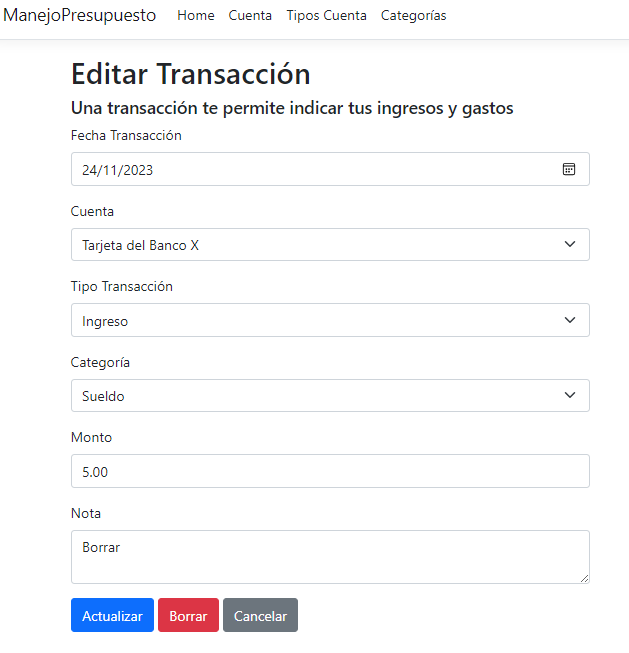 ManejoPresupuesto Home Cuenta Tipos Cuenta Categorías
Editar Transacción
Una transacción te permite indicar tus ingresos y gastos
Fecha Transacción
24/11/2023
Cuenta
Tarjeta del Banco X
Tipo Transacción
Ingreso
Categoría
Sueldo
Monto
5.00
Nota
Borrar
Actualizar Borrar Cancelar